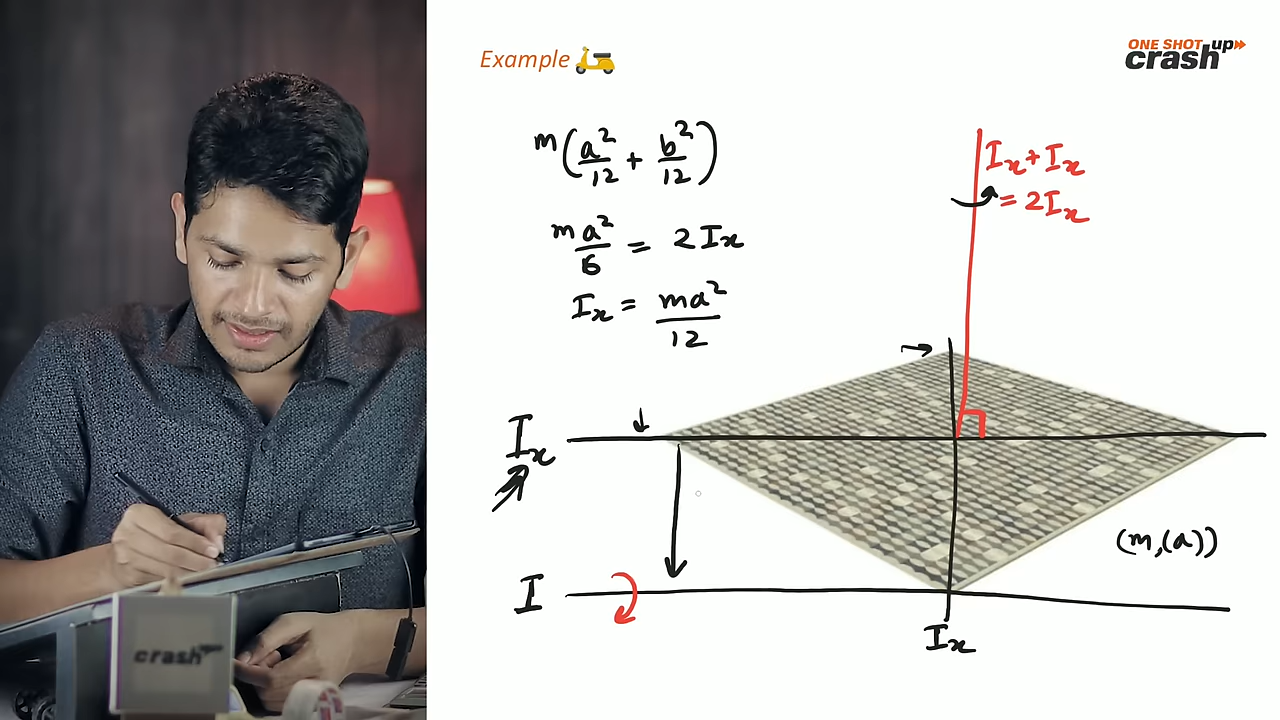 Example
ONE SHOT up
crash
m(a²/12 + b²/12)
ma²/6 = 2Ix
Ix = ma²/12
Ix + Ix
= 2Ix
Ix
(m,(a))
I
Ix
crash up